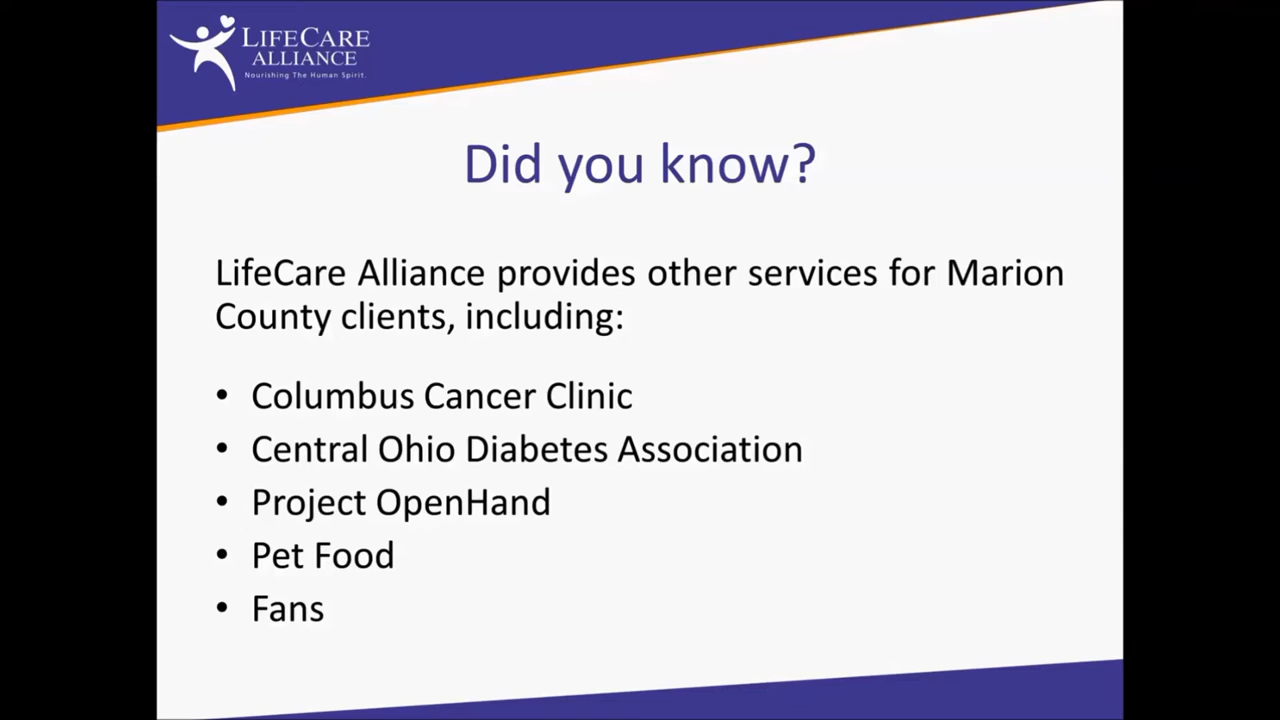 LIFECARE
ALLIANCE
Nourishing The Human Spirit.
Did you know?
LifeCare Alliance provides other services for Marion
County clients, including:
• Columbus Cancer Clinic
• Central Ohio Diabetes Association
• Project OpenHand
• Pet Food
• Fans